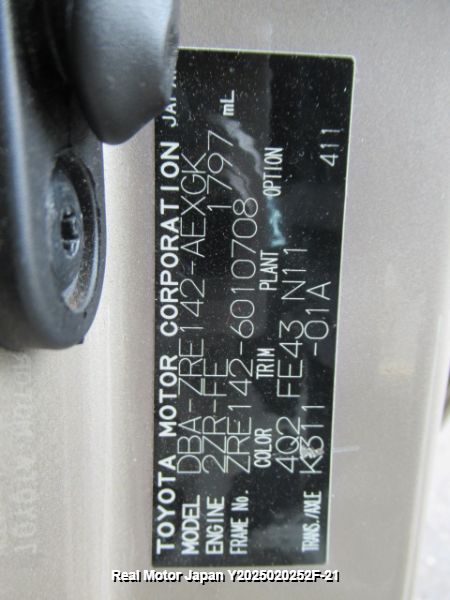 TOYOTA MOTOR CORPORATION JAPAN
MODEL DBA-ZRE142-AEXGK
ENGINE 2ZR-FE 1797 mL
FRAME No. ZRE142-6010708
COLOR TRIM PLANT OPTION
4Q2 FE43 N11
TRANS./AXLE K311 -01A 411
Real Motor Japan Y2025020252F-21